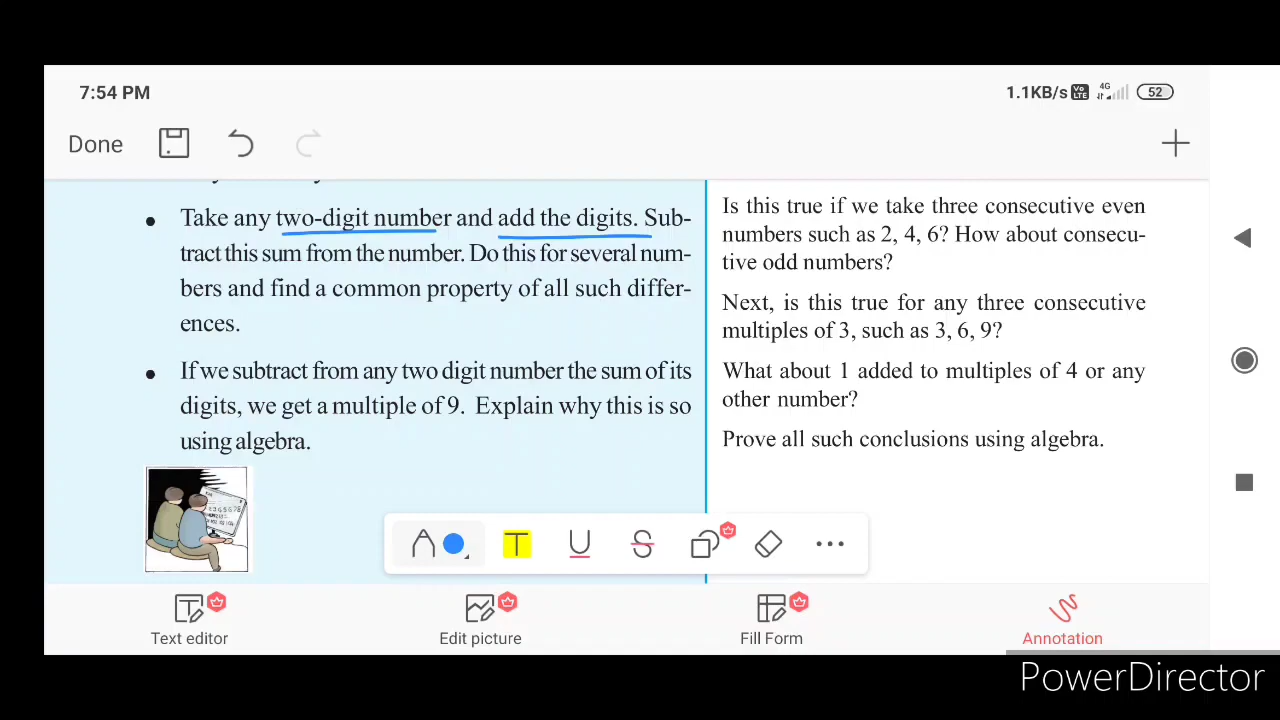 7:54 PM
1.1KB/s Vo LTE 4G 52
Done
Take any two-digit number and add the digits. Sub-
tract this sum from the number. Do this for several num-
bers and find a common property of all such differ-
ences.
If we subtract from any two digit number the sum of its
digits, we get a multiple of 9. Explain why this is so
using algebra.
Is this true if we take three consecutive even
numbers such as 2, 4, 6? How about consecu-
tive odd numbers?
Next, is this true for any three consecutive
multiples of 3, such as 3, 6, 9?
What about 1 added to multiples of 4 or any
other number?
Prove all such conclusions using algebra.
T
U
S
Text editor
Edit picture
Fill Form
Annotation
PowerDirector